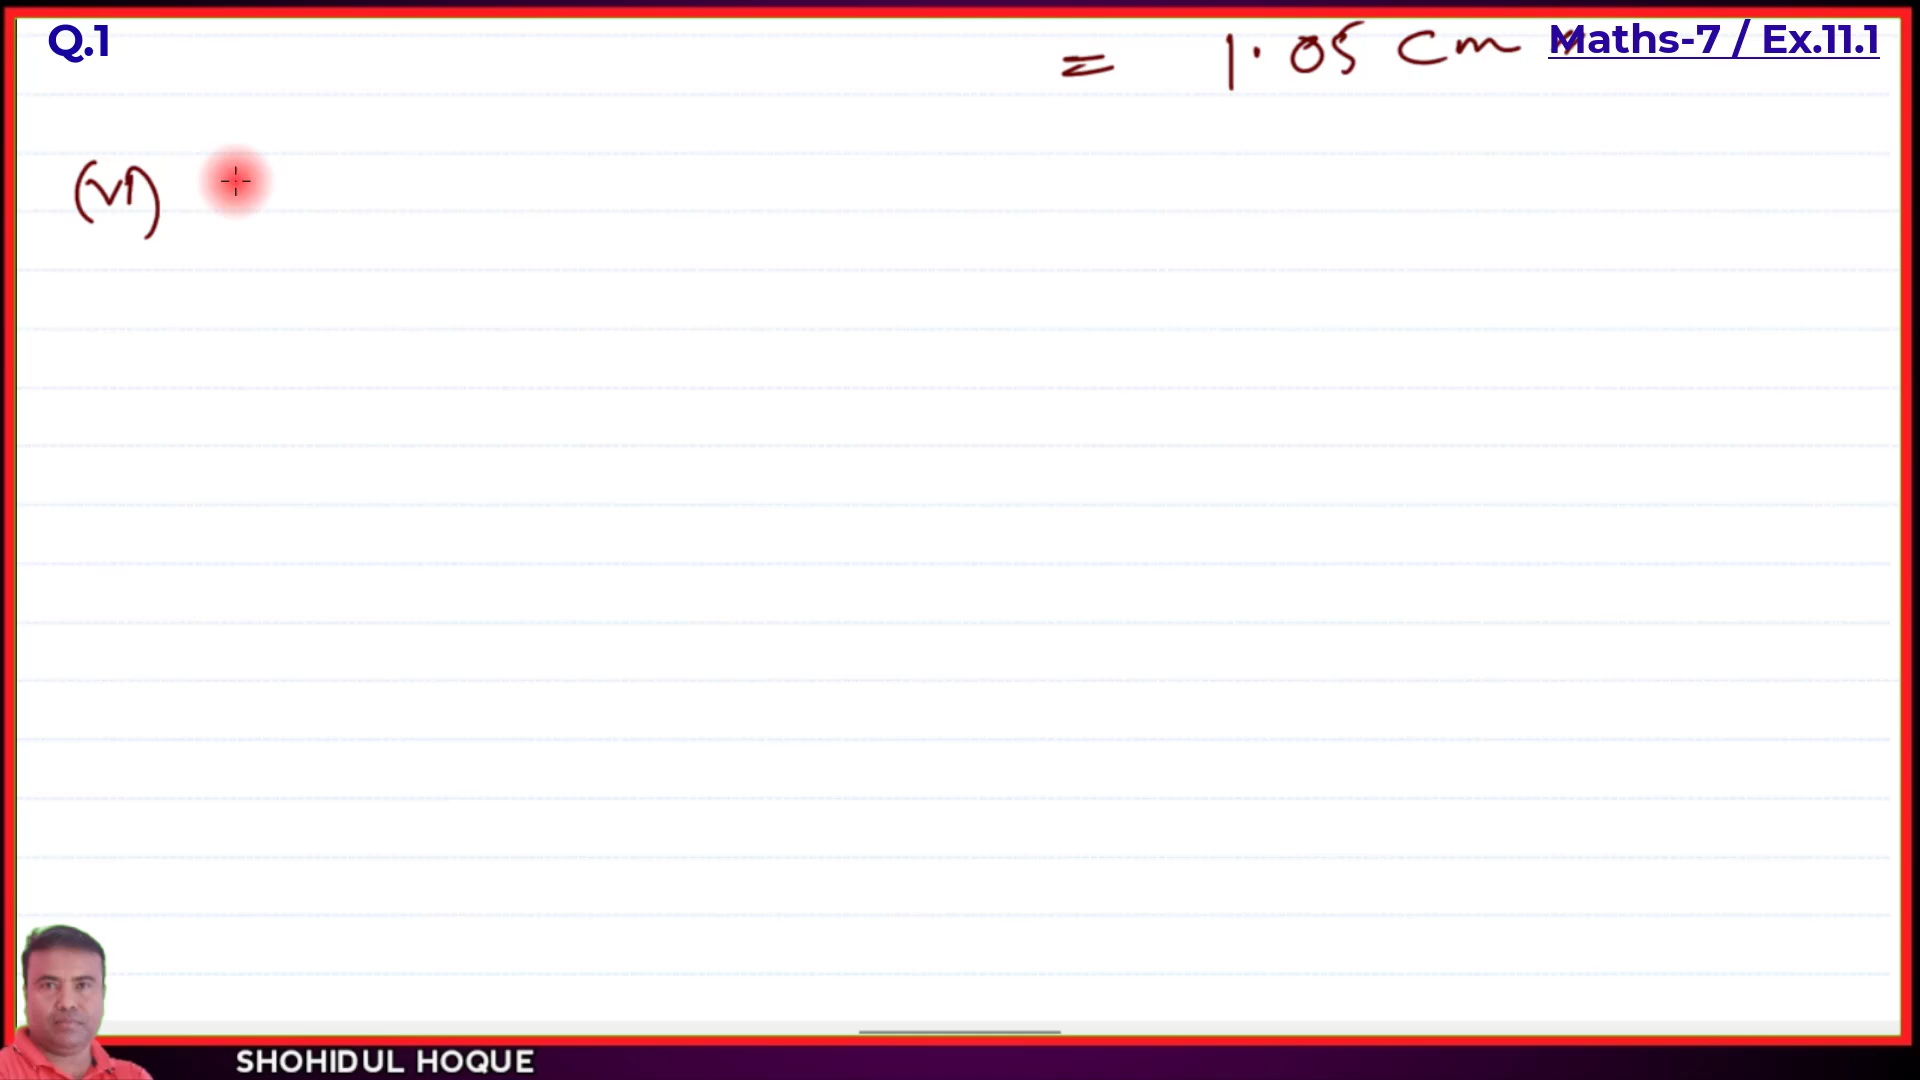 Q.1
= 1.05 cm
Maths-7 / Ex.11.1
(vi)
SHOHIDUL HOQUE